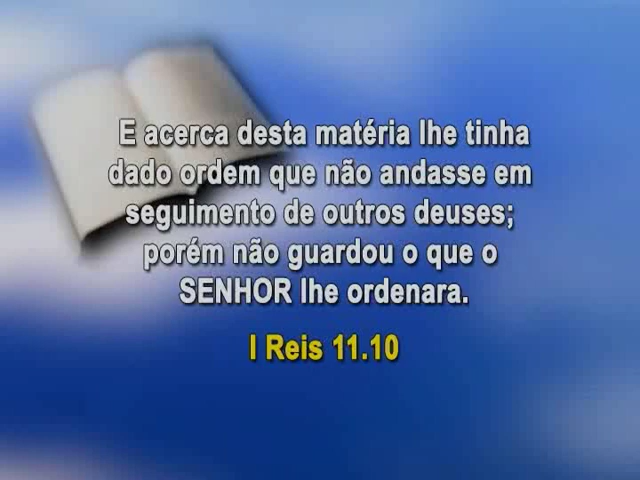 E acerca desta matéria lhe tinha
dado ordem que não andasse em
seguimento de outros deuses;
porém não guardou o que o
SENHOR lhe ordenara.
I Reis 11.10